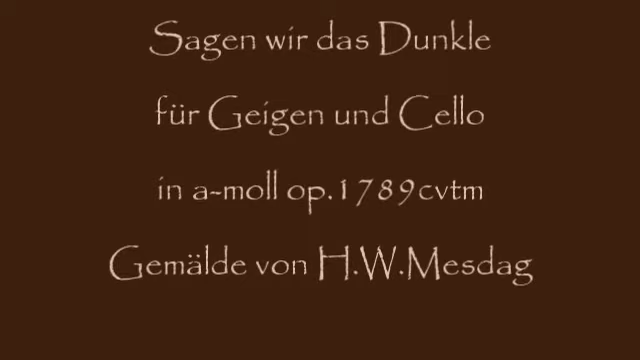 Sagen wir das Dunkle
für Geigen und Cello
in a-moll op.1789cvtm
Gemälde von H.W.Mesdag